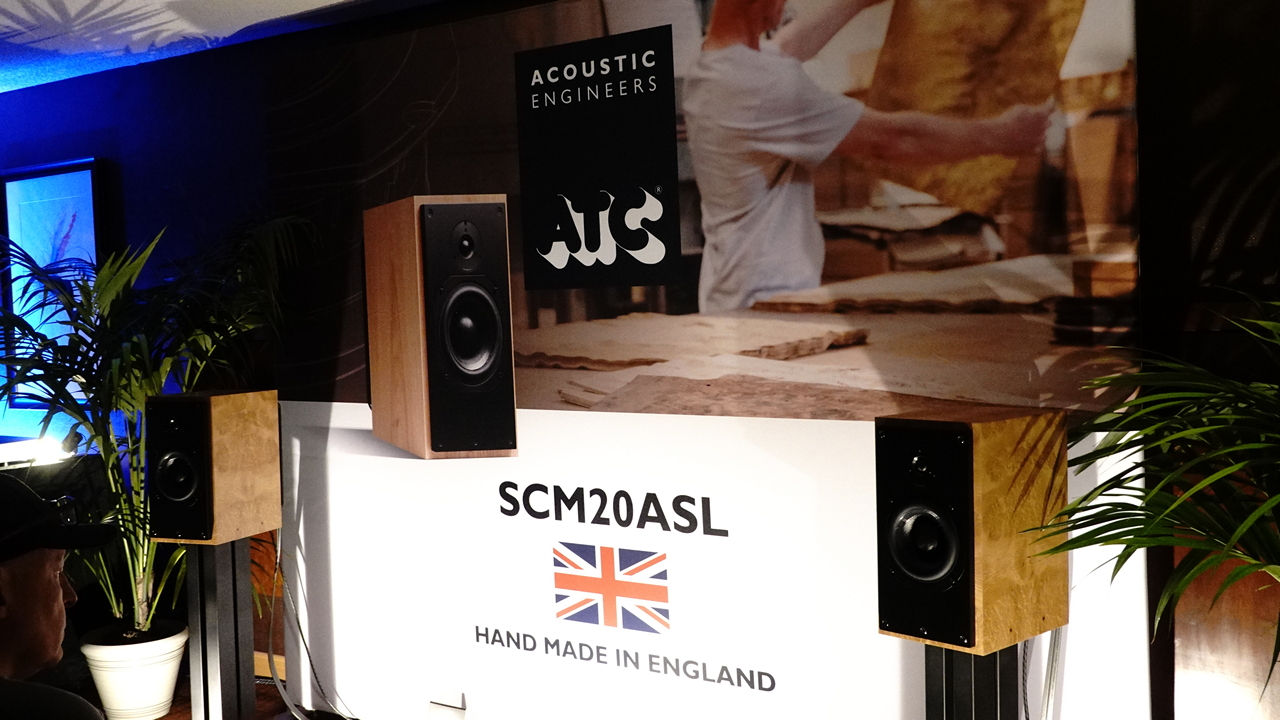 ACOUSTIC
ENGINEERS
ATC®
SCM20ASL
HAND MADE IN ENGLAND